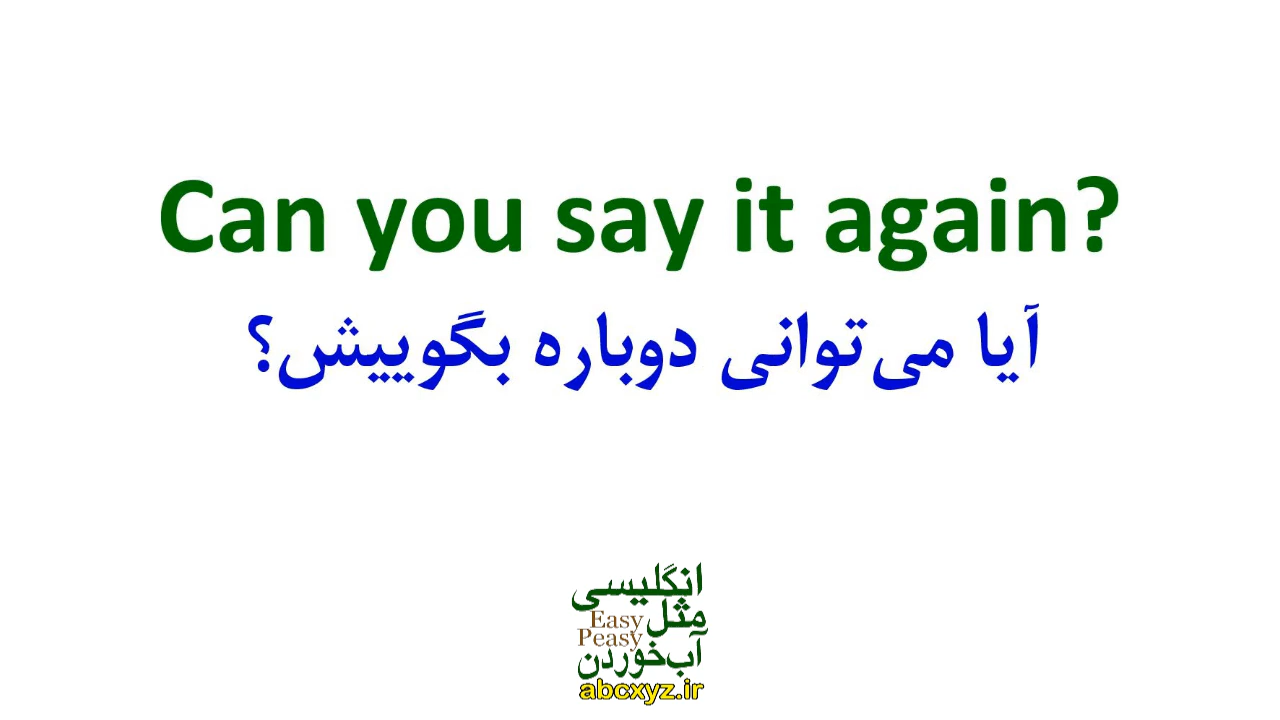 Can you say it again?
آیا می‌توانی دوباره بگوییش؟
انگلیسی
مثل
Easy
Peasy
آب‌خوردن
abcxyz.ir